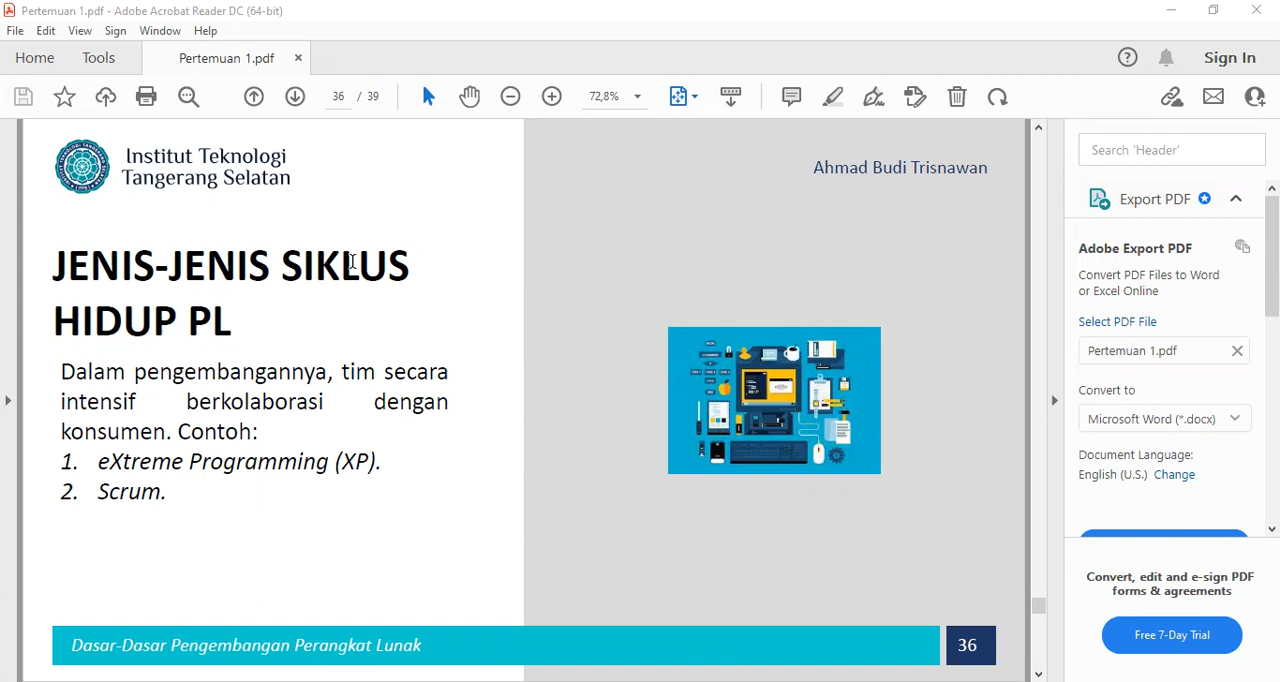 Pertemuan 1.pdf - Adobe Acrobat Reader DC (64-bit)
File Edit View Sign Window Help
Home Tools Pertemuan 1.pdf Sign In
36 / 39 72,8%
Institut Teknologi
Tangerang Selatan
Ahmad Budi Trisnawan
JENIS-JENIS SIKLUS
HIDUP PL
Dalam pengembangannya, tim secara
intensif berkolaborasi dengan
konsumen. Contoh:
1. eXtreme Programming (XP).
2. Scrum.
Dasar-Dasar Pengembangan Perangkat Lunak 36
Search 'Header'
Export PDF
Adobe Export PDF
Convert PDF Files to Word
or Excel Online
Select PDF File
Pertemuan 1.pdf
Convert to
Microsoft Word (*.docx)
Document Language:
English (U.S.) Change
Convert, edit and e-sign PDF
forms & agreements
Free 7-Day Trial